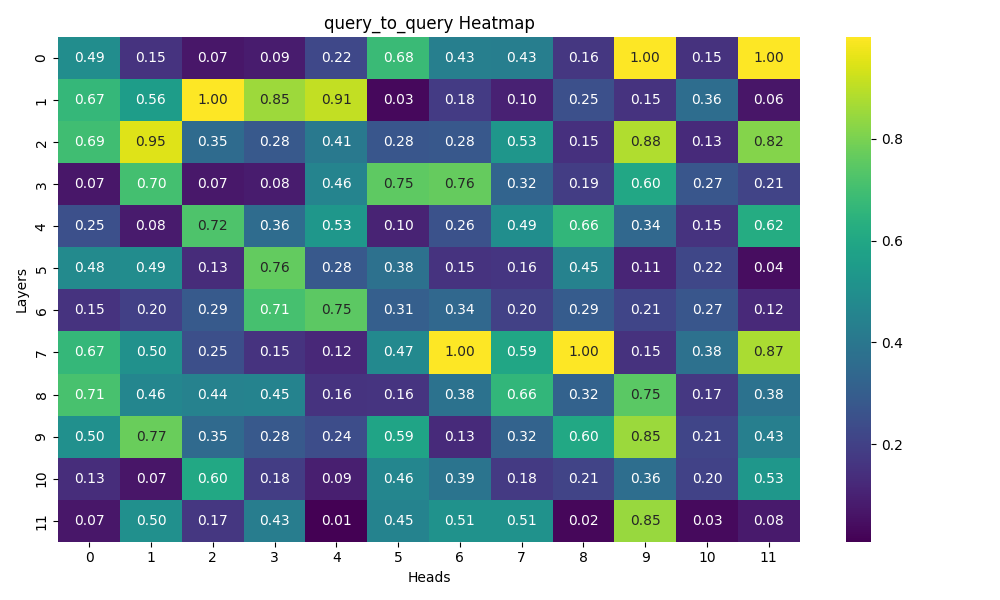 query_to_query Heatmap
0 0.49 0.15 0.07 0.09 0.22 0.68 0.43 0.43 0.16 1.00 0.15 1.00
1 0.67 0.56 1.00 0.85 0.91 0.03 0.18 0.10 0.25 0.15 0.36 0.06
2 0.69 0.95 0.35 0.28 0.41 0.28 0.28 0.53 0.15 0.88 0.13 0.82
3 0.07 0.70 0.07 0.08 0.46 0.75 0.76 0.32 0.19 0.60 0.27 0.21
4 0.25 0.08 0.72 0.36 0.53 0.10 0.26 0.49 0.66 0.34 0.15 0.62
5 0.48 0.49 0.13 0.76 0.28 0.38 0.15 0.16 0.45 0.11 0.22 0.04
6 0.15 0.20 0.29 0.71 0.75 0.31 0.34 0.20 0.29 0.21 0.27 0.12
7 0.67 0.50 0.25 0.15 0.12 0.47 1.00 0.59 1.00 0.15 0.38 0.87
8 0.71 0.46 0.44 0.45 0.16 0.16 0.38 0.66 0.32 0.75 0.17 0.38
9 0.50 0.77 0.35 0.28 0.24 0.59 0.13 0.32 0.60 0.85 0.21 0.43
10 0.13 0.07 0.60 0.18 0.09 0.46 0.39 0.18 0.21 0.36 0.20 0.53
11 0.07 0.50 0.17 0.43 0.01 0.45 0.51 0.51 0.02 0.85 0.03 0.08
0 1 2 3 4 5 6 7 8 9 10 11
Heads
Layers
0.8
0.6
0.4
0.2